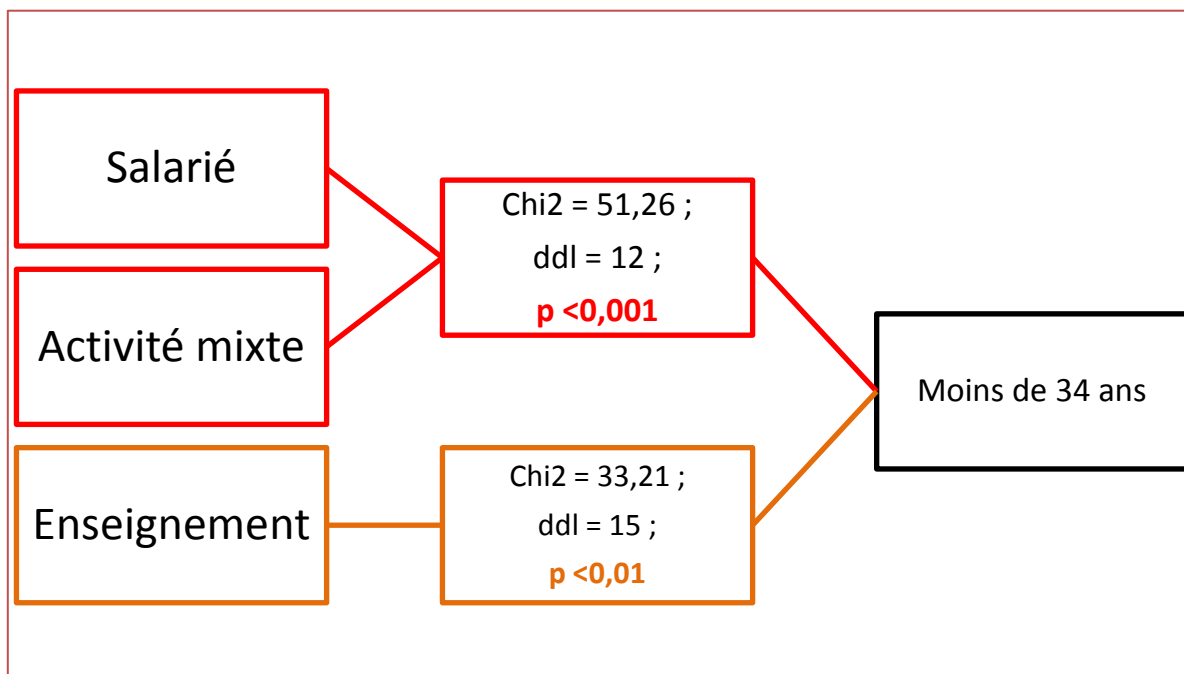 Salarié
Activité mixte
Enseignement
Chi2 = 51,26 ;
ddl = 12 ;
p <0,001
Chi2 = 33,21 ;
ddl = 15 ;
p <0,01
Moins de 34 ans